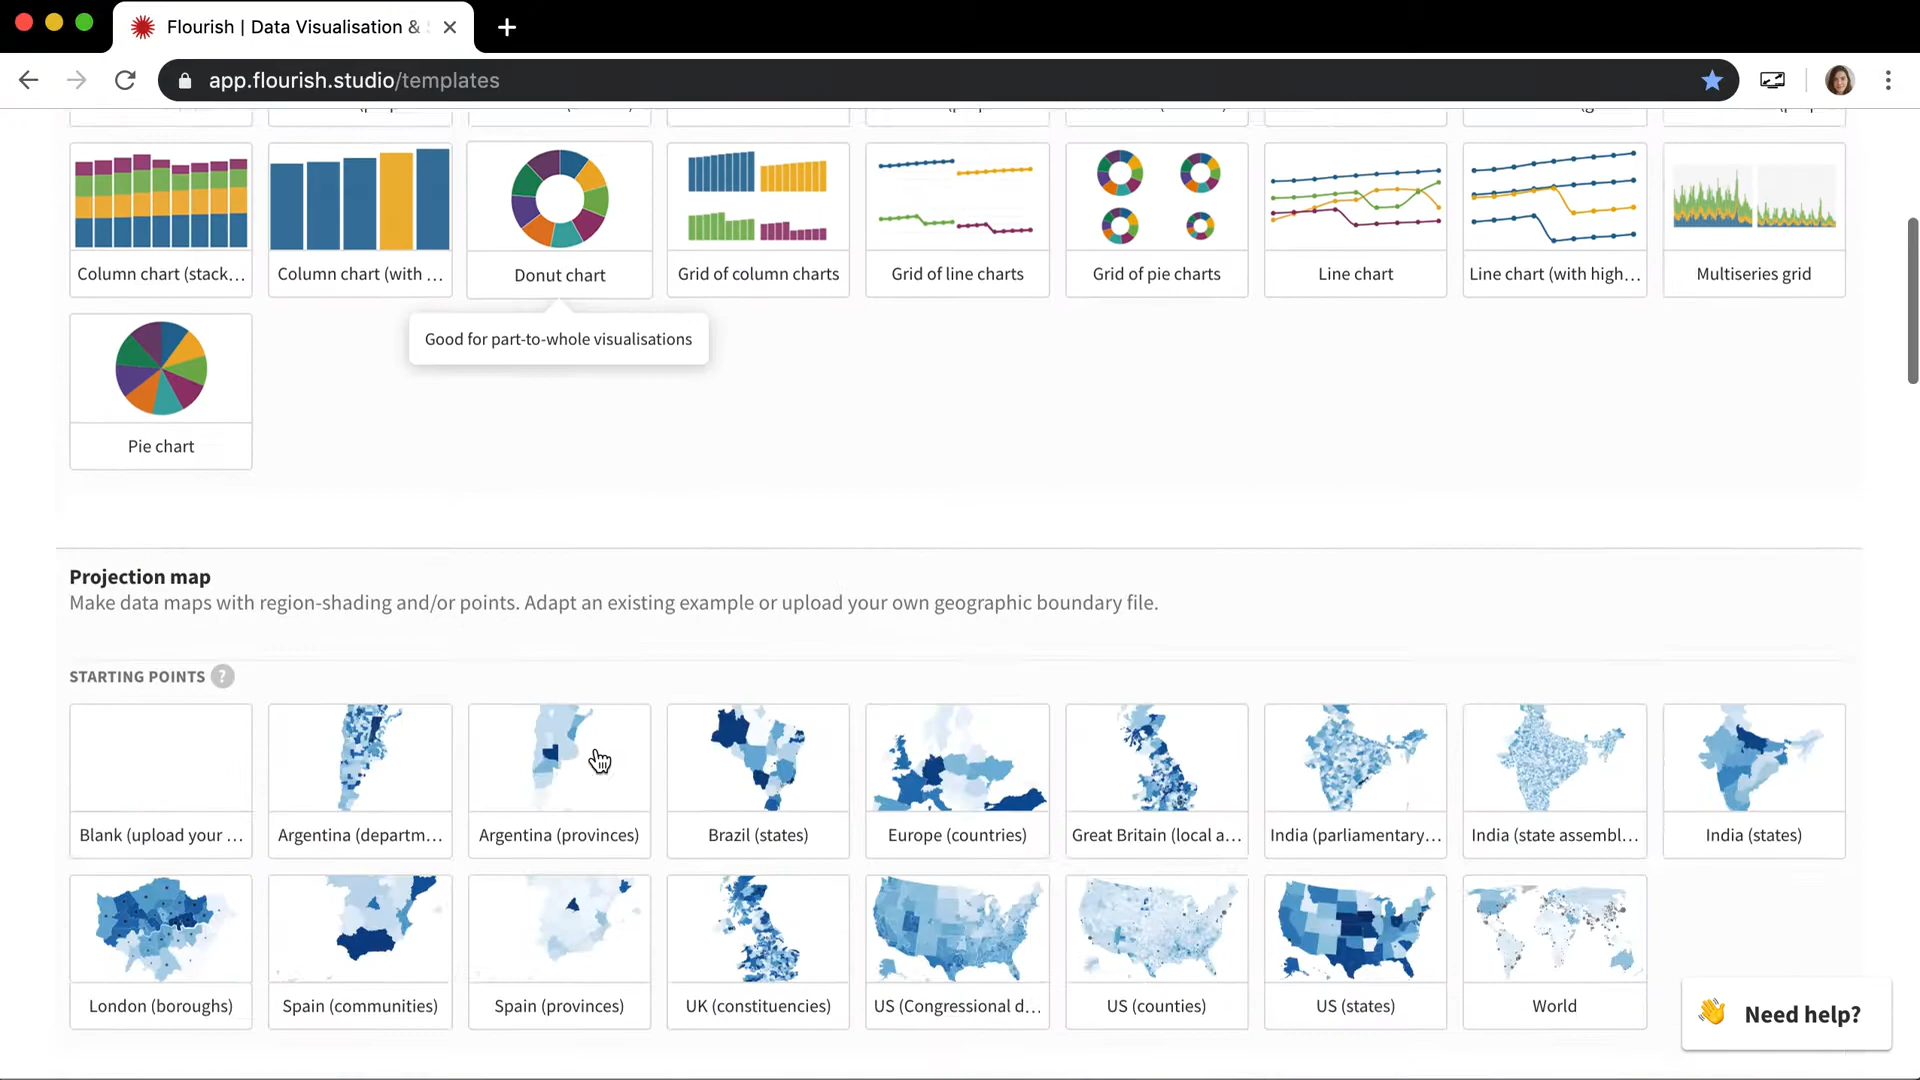 Flourish | Data Visualisation &
app.flourish.studio/templates
Column chart (stack...
Column chart (with ...
Donut chart
Grid of column charts
Grid of line charts
Grid of pie charts
Line chart
Line chart (with high...
Multiseries grid
Good for part-to-whole visualisations
Pie chart
Projection map
Make data maps with region-shading and/or points. Adapt an existing example or upload your own geographic boundary file.
STARTING POINTS ?
Blank (upload your ...
Argentina (departm...
Argentina (provinces)
Brazil (states)
Europe (countries)
Great Britain (local a...
India (parliamentary...
India (state assembl...
India (states)
London (boroughs)
Spain (communities)
Spain (provinces)
UK (constituencies)
US (Congressional d...
US (counties)
US (states)
World
Need help?